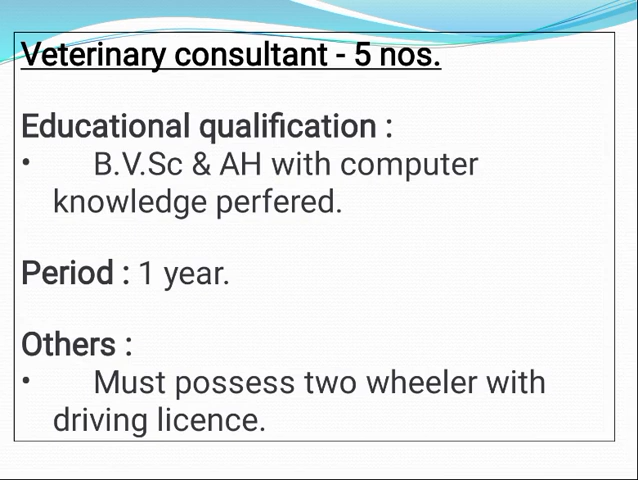 Veterinary consultant - 5 nos.
Educational qualification :
• B.V.Sc & AH with computer
knowledge perfered.
Period : 1 year.
Others :
• Must possess two wheeler with
driving licence.